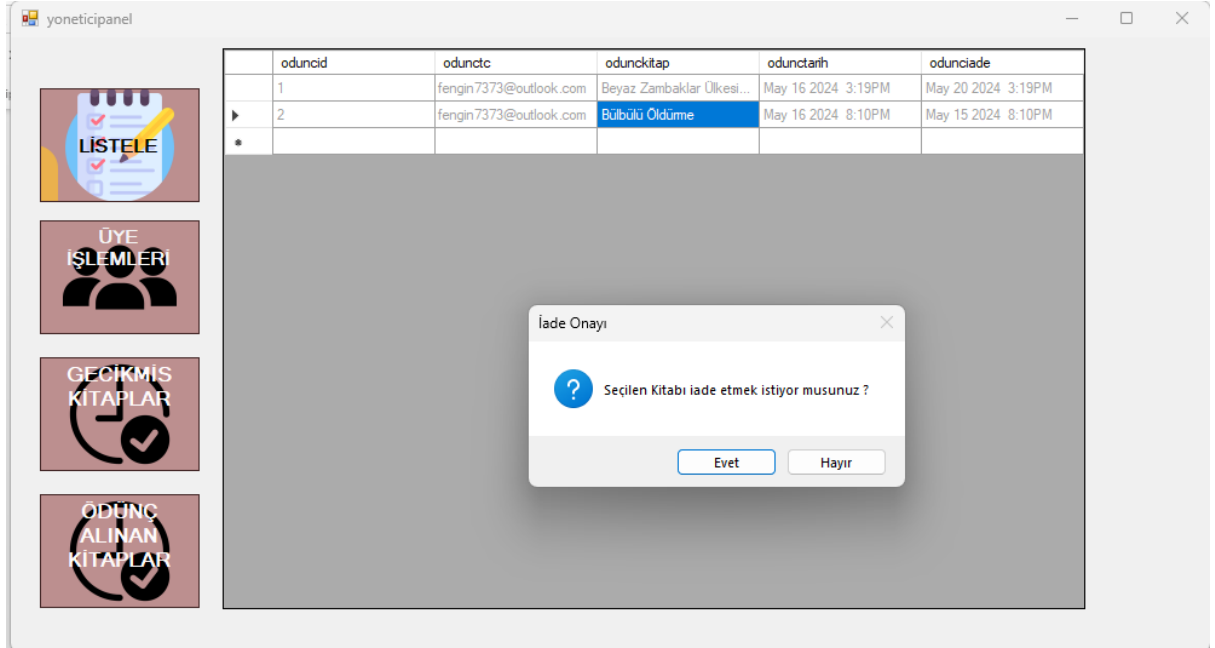 yoneticipanel
LİSTELE
ÜYE
İŞLEMLERİ
GECİKMİS
KİTAPLAR
ÖDÜNÇ
ALINAN
KİTAPLAR
oduncid oductc odunckitap odunctarih odunciade
1 fengin7373@outlook.com Beyaz Zambaklar Ülkesi... May 16 2024 3:19PM May 20 2024 3:19PM
2 fengin7373@outlook.com Bülbülü Öldürme May 16 2024 8:10PM May 15 2024 8:10PM
İade Onayı
Seçilen Kitabı iade etmek istiyor musunuz ?
Evet Hayır